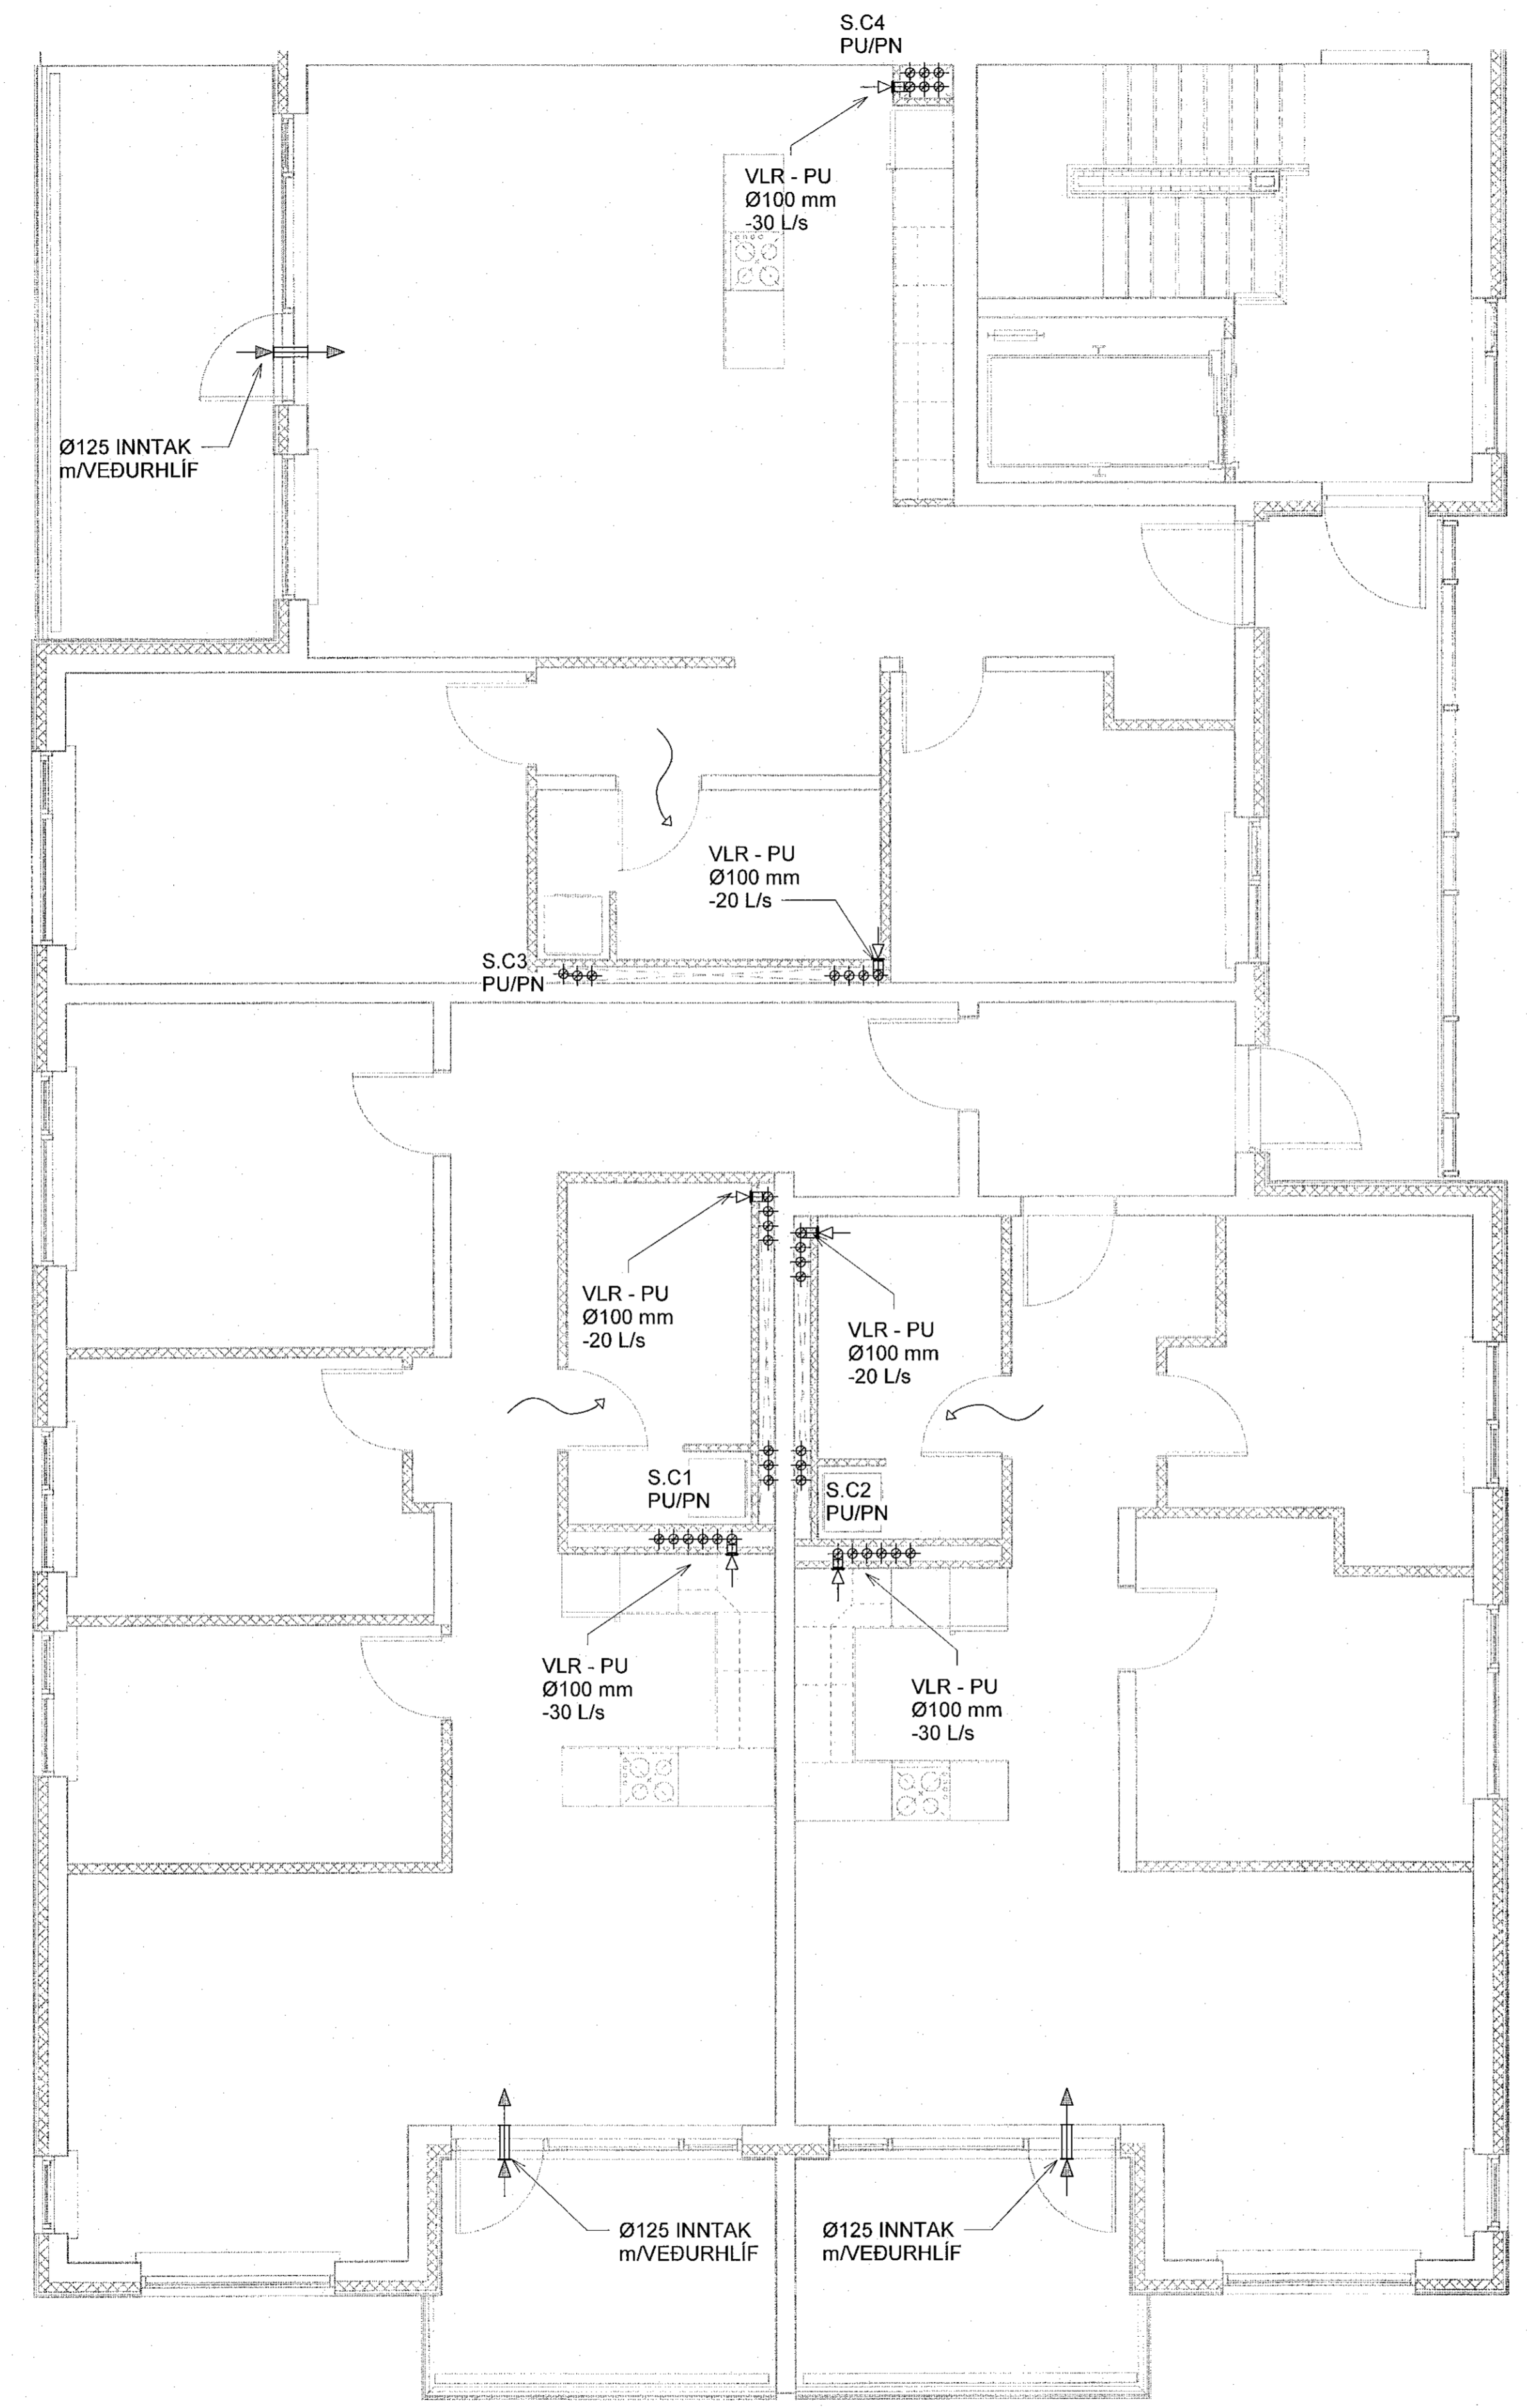 S.C4
PU/PN
VLR - PU
Ø100 mm
-30 L/s
Ø125 INNTAK
m/VEÐURHLÍF
VLR - PU
Ø100 mm
-20 L/s
S.C3
PU/PN
VLR - PU
Ø100 mm
-20 L/s
VLR - PU
Ø100 mm
-20 L/s
S.C1
PU/PN
S.C2
PU/PN
VLR - PU
Ø100 mm
-30 L/s
VLR - PU
Ø100 mm
-30 L/s
Ø125 INNTAK
m/VEÐURHLÍF
Ø125 INNTAK
m/VEÐURHLÍF